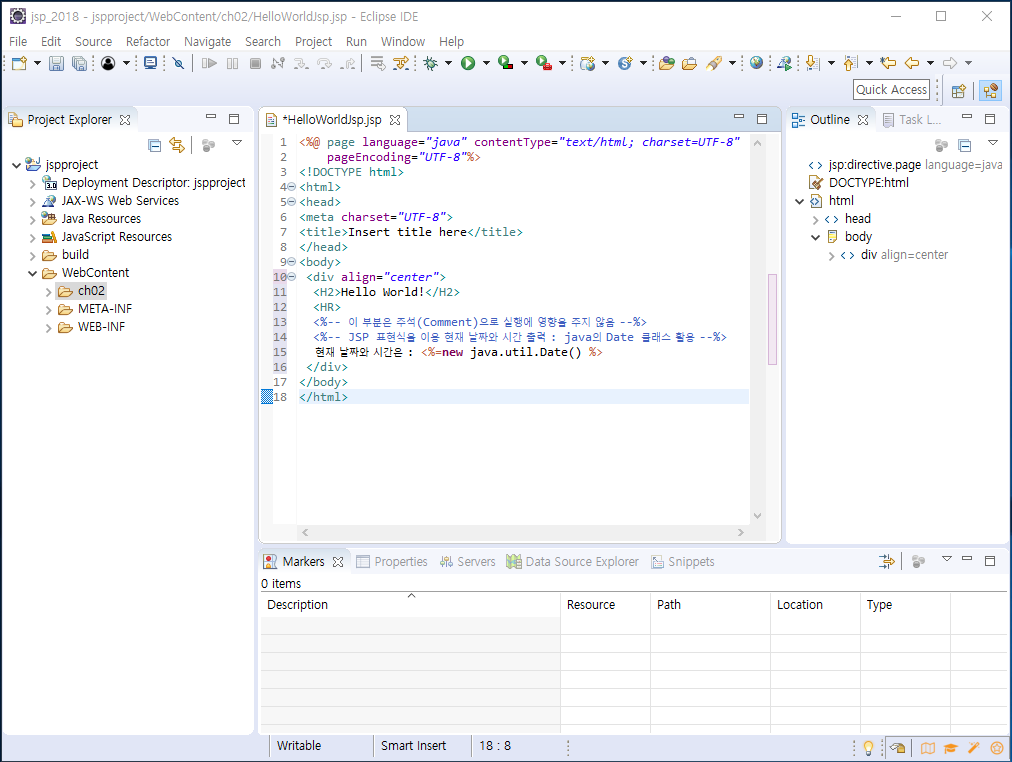 jsp_2018 - jspproject/WebContent/ch02/HelloWorldJsp.jsp - Eclipse IDE
File Edit Source Refactor Navigate Search Project Run Window Help
Quick Access
Project Explorer
jspproject
Deployment Descriptor: jspproject
JAX-WS Web Services
Java Resources
JavaScript Resources
build
WebContent
ch02
META-INF
WEB-INF
*HelloWorldJsp.jsp
1 <%@ page language="java" contentType="text/html; charset=UTF-8"
2 pageEncoding="UTF-8"%>
3 <!DOCTYPE html>
4 <html>
5 <head>
6 <meta charset="UTF-8">
7 <title>Insert title here</title>
8 </head>
9 <body>
10 <div align="center">
11 <H2>Hello World!</H2>
12 <HR>
13 <%-- 이 부분은 주석(Comment)으로 실행에 영향을 주지 않음 --%>
14 <%-- JSP 표현식을 이용 현재 날짜와 시간 출력 : java의 Date 클래스 활용 --%>
15 현재 날짜와 시간은 : <%=new java.util.Date() %>
16 </div>
17 </body>
18 </html>
Outline Task L...
jsp:directive.page language=java
DOCTYPE:html
html
head
body
div align=center
Markers Properties Servers Data Source Explorer Snippets
0 items
Description Resource Path Location Type
Writable Smart Insert 18 : 8